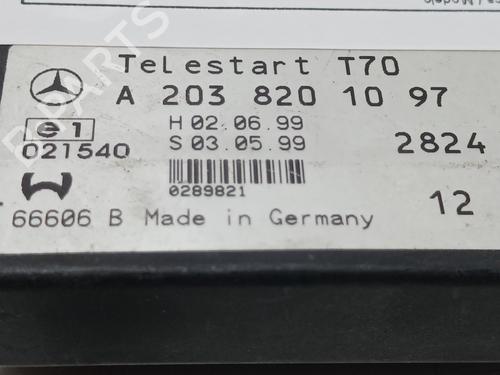 Telestart T70
A 203 820 10 97
e1
021540
H 02.06.99
S 03.05.99
2824
0289821
12
66606 B Made in Germany